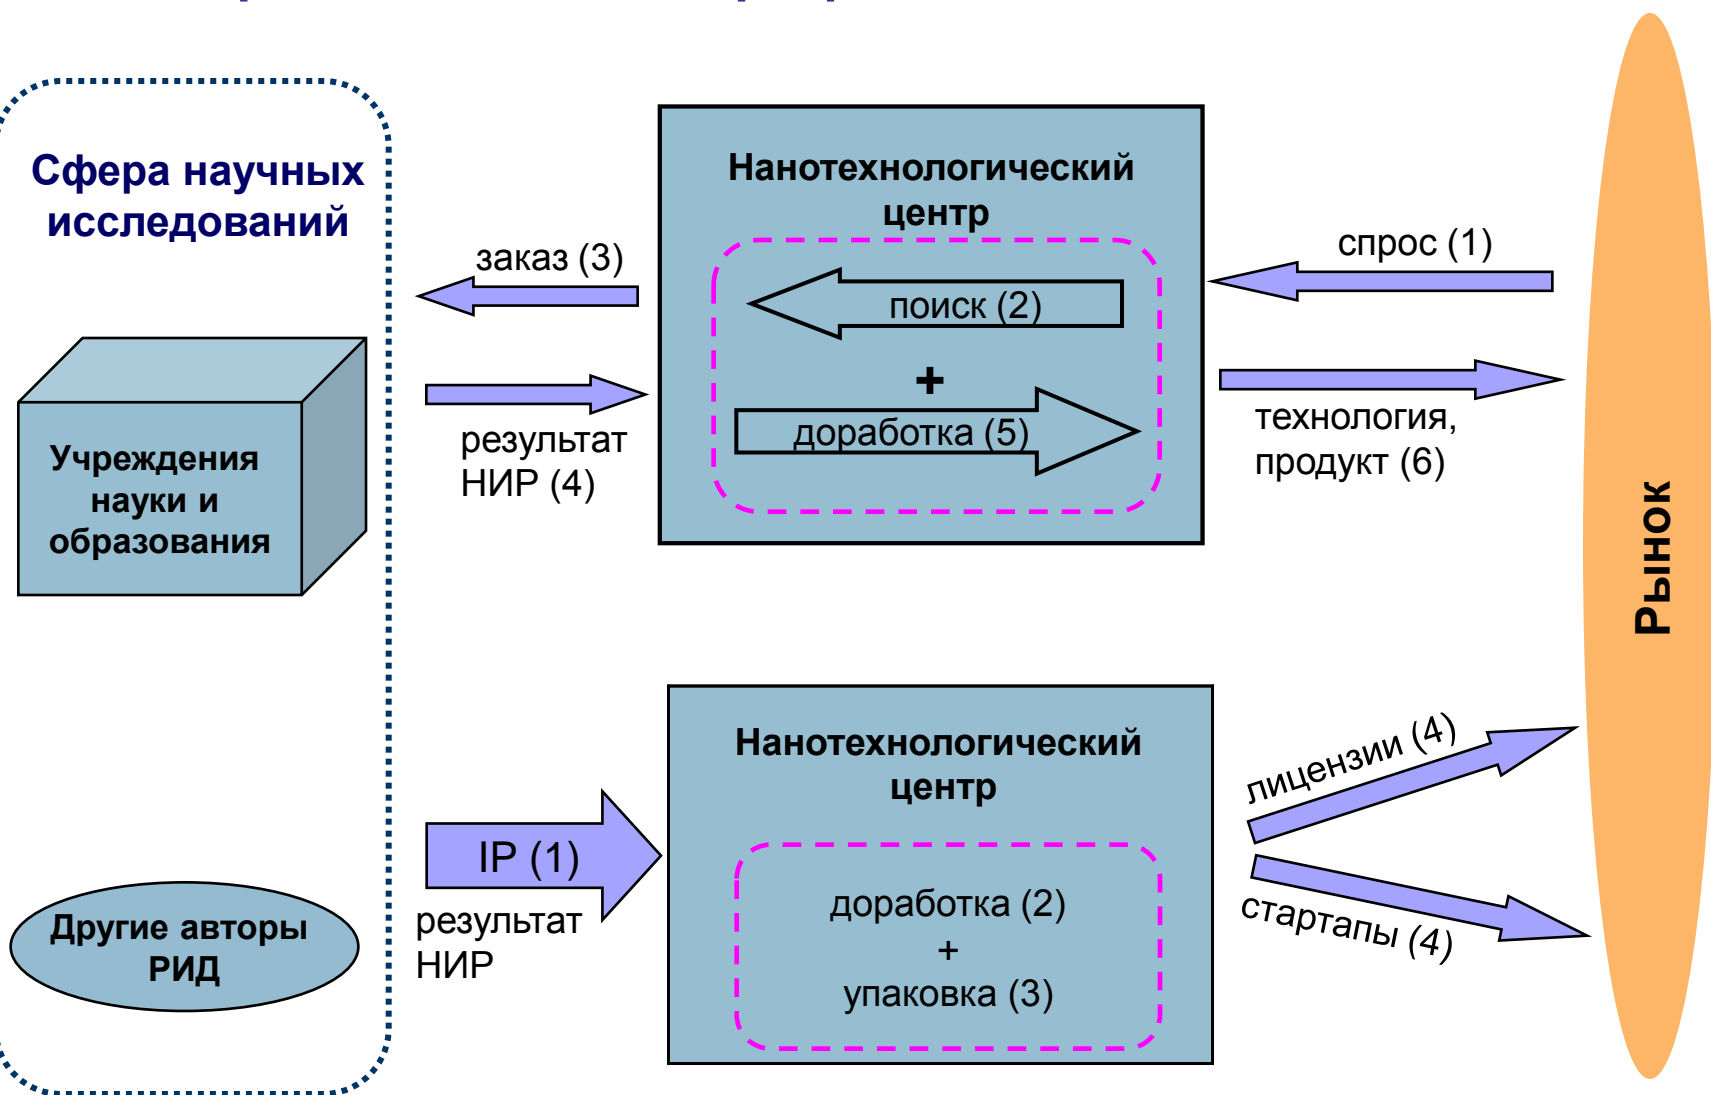 Сфера научных
исследований
Учреждения
науки и
образования
Другие авторы
РИД
заказ (3)
результат
НИР (4)
Нанотехнологический
центр
поиск (2)
+
доработка (5)
спрос (1)
технология,
продукт (6)
IP (1)
результат
НИР
Нанотехнологический
центр
доработка (2)
+
упаковка (3)
лицензии (4)
стартапы (4)
Рынок